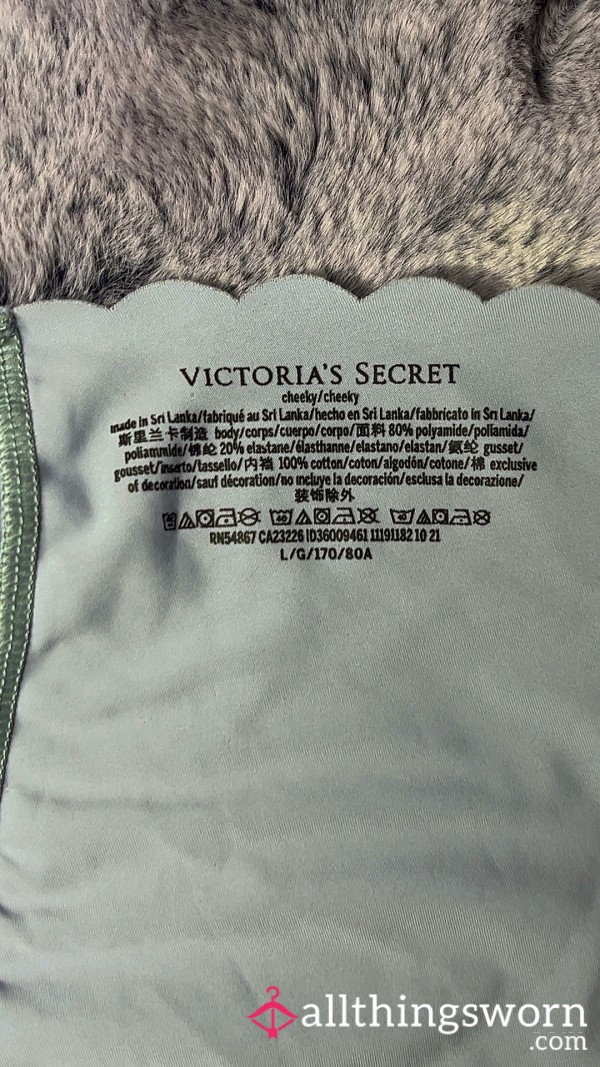 VICTORIA'S SECRET
cheeky/cheeky
made in Sri Lanka/fabriqué au Sri Lanka/hecho en Sri Lanka/fabbricato in Sri Lanka/
斯里兰卡制造 body/corps/cuerpo/corpo/面料 80% polyamide/poliamida/
poliammide/锦纶 20% elastane/élasthanne/elastano/elastan/氨纶 gusset/
gousset/inserto/tassello/内裆 100% cotton/coton/algodón/cotone/棉 exclusive
of decoration/sauf décoration/no incluye la decoración/esclusa la decorazione/
装饰除外
RN54867 CA23226 ID36009461 11191182 10 21
L/G/170/80A
allthingsworn
.com